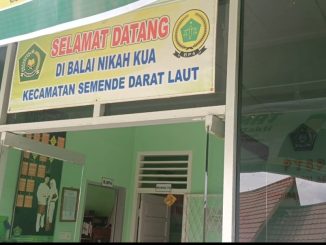 SELAMAT DATANG
DI BALAI NIKAH KUA
KECAMATAN SEMENDE DARAT LAUT